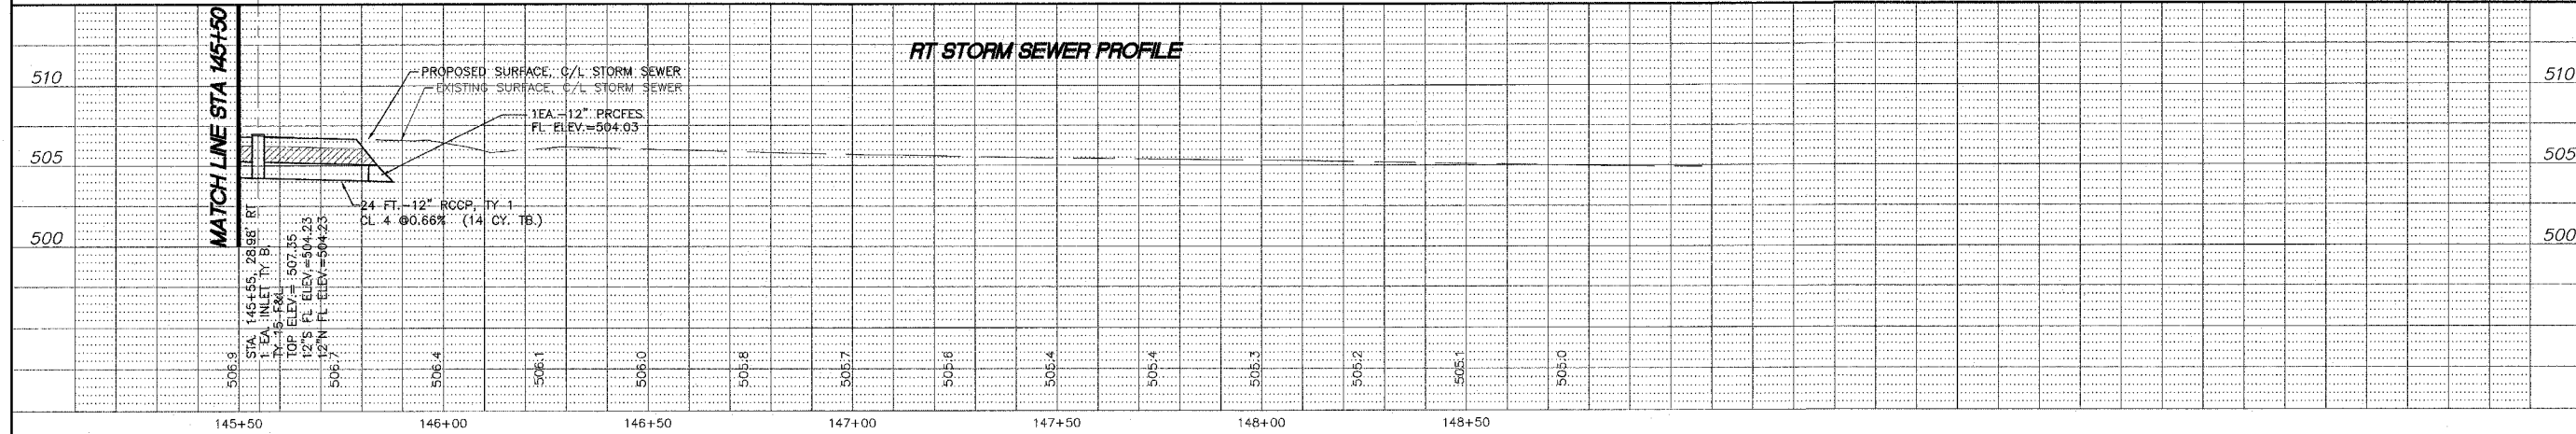 RT STORM SEWER PROFILE
MATCH LINE STA 145+50
510
505
500
510
505
500
PROPOSED SURFACE, C/L STORM SEWER
EXISTING SURFACE, C/L STORM SEWER
1EA.-12" PRCFES
FL ELEV.=504.03
24 FT.-12" RCCP, TY 1
CL 4 @0.66% (14 CY. TB.)
STA. 145+55, 28.98' RT
1 EA. INLET TY B,
TY 15 F&L
TOP ELEV.= 507.35
12"S FL ELEV.=504.23
12"N FL ELEV.=504.23
506.9
506.7
506.4
506.1
506.0
505.8
505.7
505.6
505.4
505.4
505.3
505.2
505.1
505.0
145+50
146+00
146+50
147+00
147+50
148+00
148+50